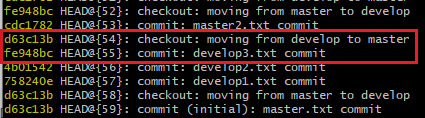 fe948bc HEAD@{52}: checkout: moving from master to develop
cdc1782 HEAD@{53}: commit: master2.txt commit
d63c13b HEAD@{54}: checkout: moving from develop to master
fe948bc HEAD@{55}: commit: develop3.txt commit
4b01542 HEAD@{56}: commit: develop2.txt commit
758240e HEAD@{57}: commit: develop1.txt commit
d63c13b HEAD@{58}: checkout: moving from master to develop
d63c13b HEAD@{59}: commit (initial): master.txt commit